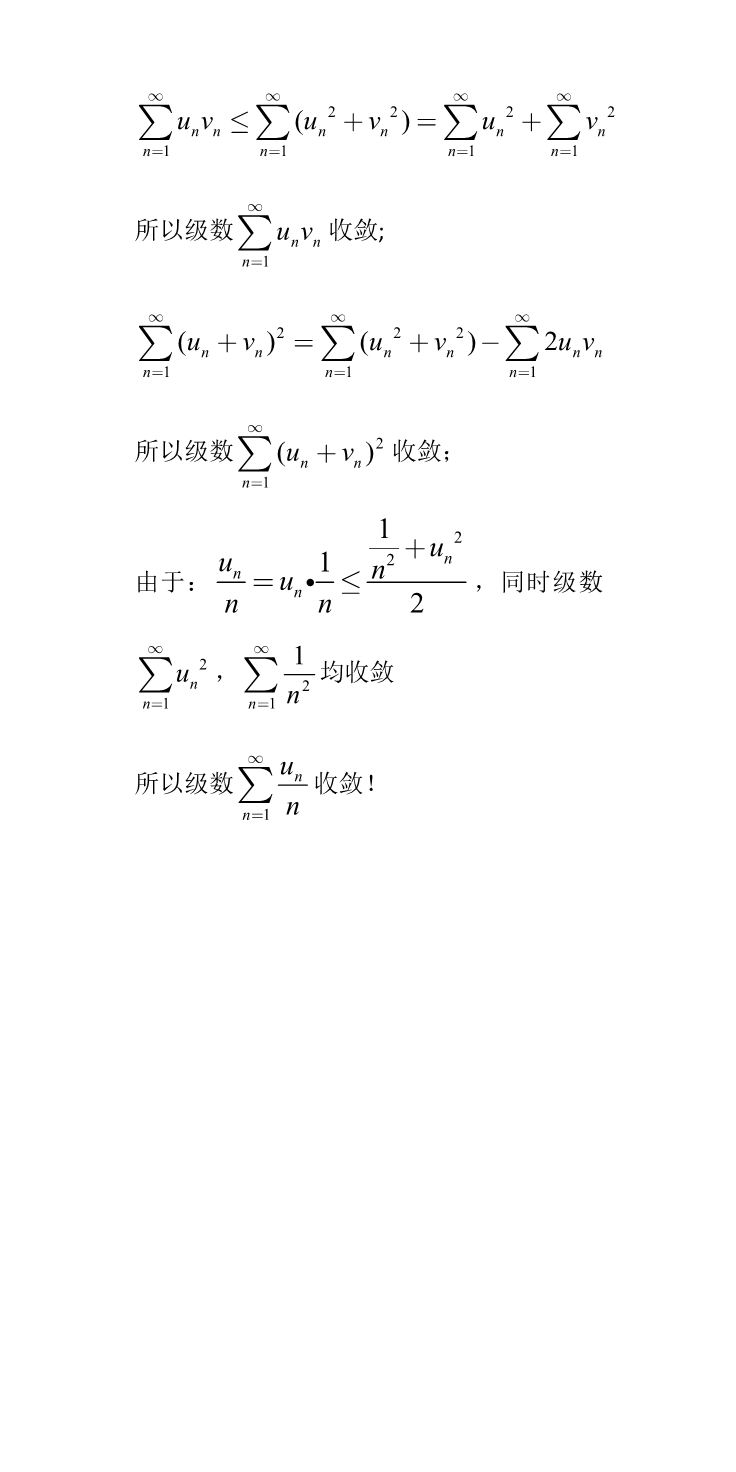 $\sum_{n=1}^{\infty} u_n v_n \leq \sum_{n=1}^{\infty} (u_n{}^2 + v_n{}^2) = \sum_{n=1}^{\infty} u_n{}^2 + \sum_{n=1}^{\infty} v_n{}^2$
所以级数$\sum_{n=1}^{\infty} u_n v_n$收敛;
$\sum_{n=1}^{\infty} (u_n + v_n)^2 = \sum_{n=1}^{\infty} (u_n{}^2 + v_n{}^2) - \sum_{n=1}^{\infty} 2u_n v_n$
所以级数$\sum_{n=1}^{\infty} (u_n + v_n)^2$收敛；
由于：$\frac{u_n}{n} = u_n \bullet \frac{1}{n} \leq \frac{\frac{1}{n^2} + u_n{}^2}{2}$，同时级数
$\sum_{n=1}^{\infty} u_n{}^2$，$\sum_{n=1}^{\infty} \frac{1}{n^2}$均收敛
所以级数$\sum_{n=1}^{\infty} \frac{u_n}{n}$收敛！